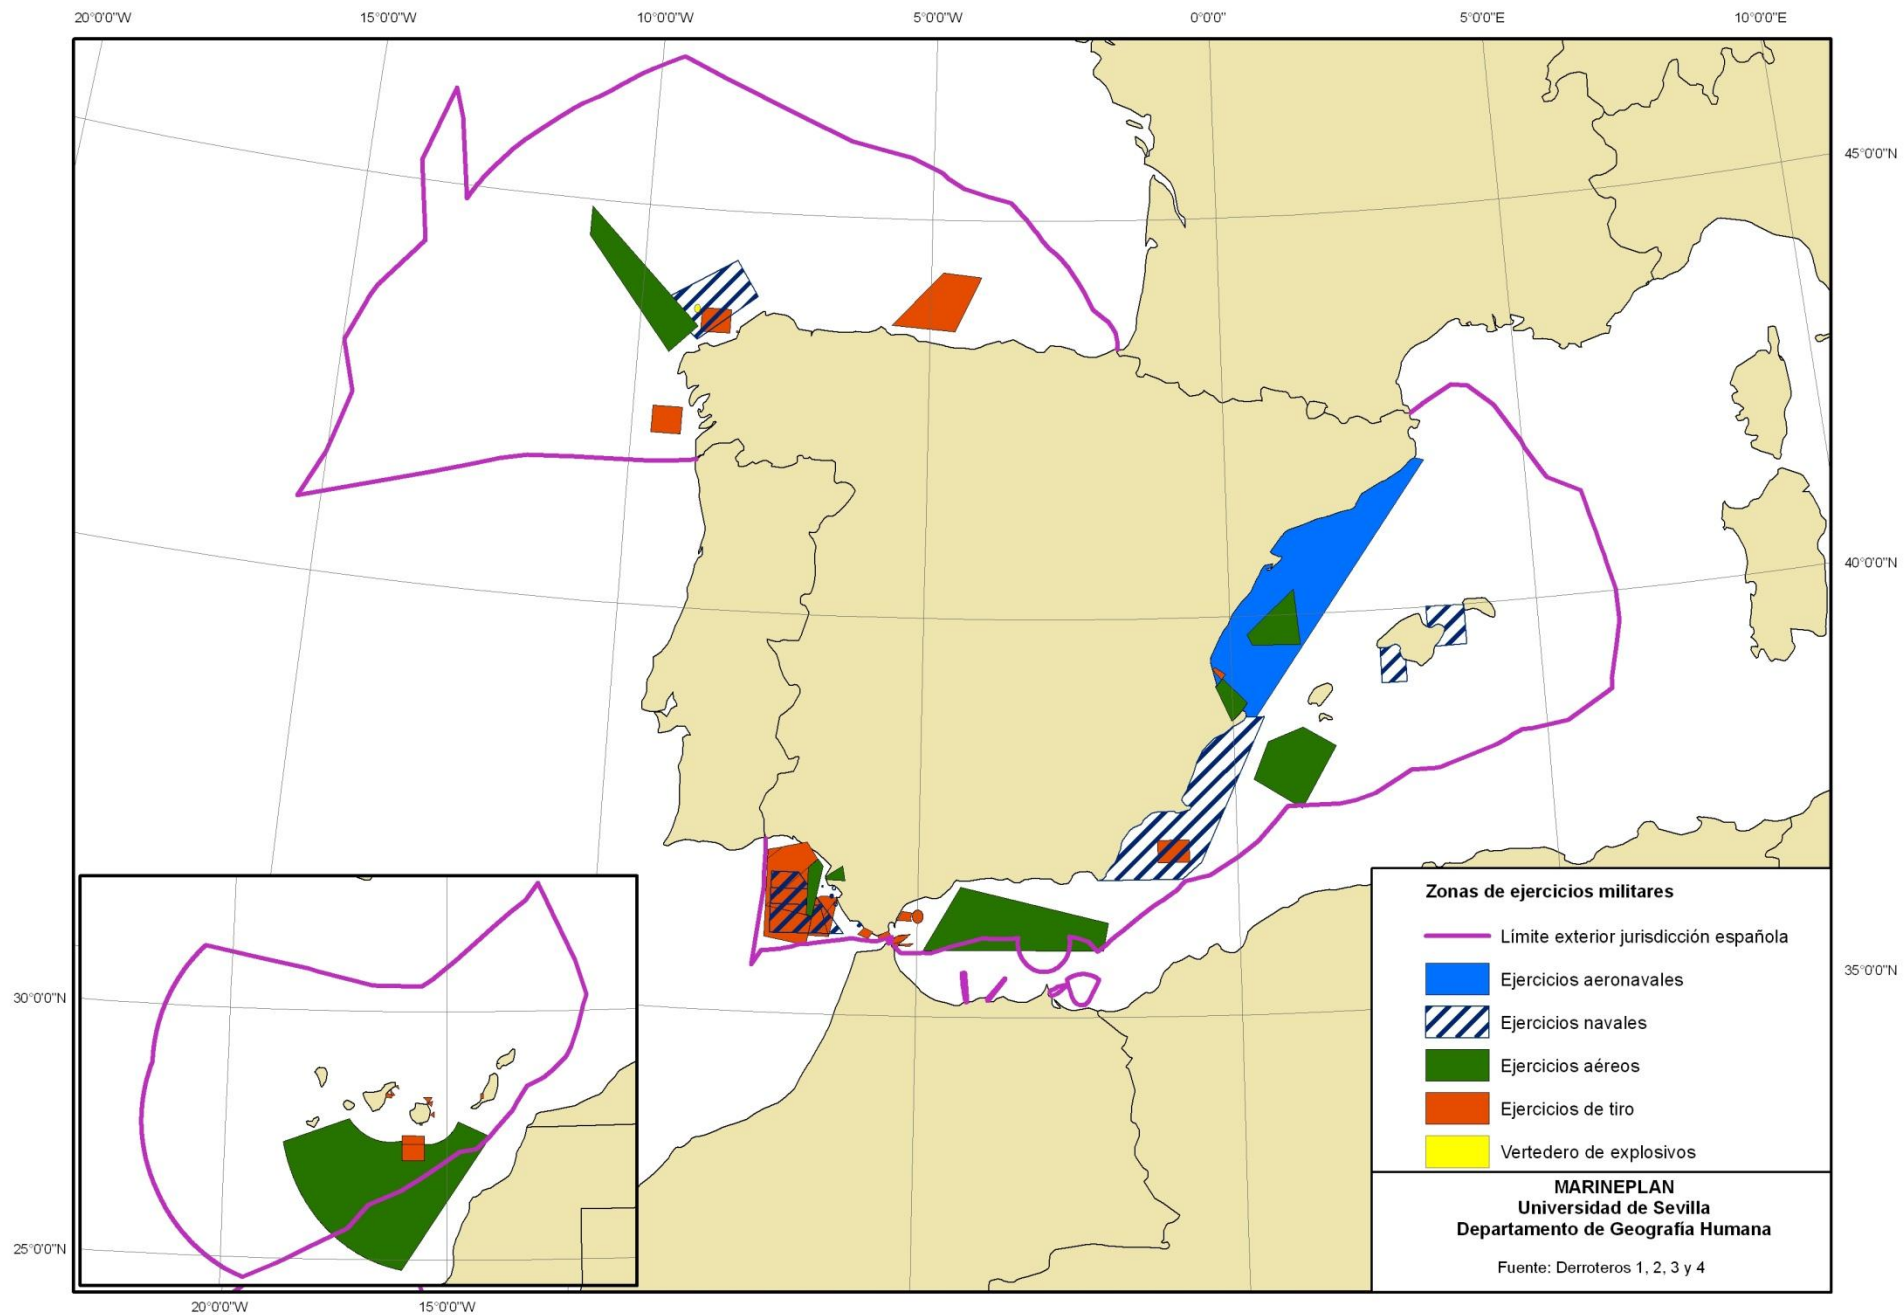 20°0'0"W
15°0'0"W
10°0'0"W
5°0'0"W
0°0'0"
5°0'0"E
10°0'0"E
45°0'0"N
40°0'0"N
35°0'0"N
30°0'0"N
25°0'0"N
20°0'0"W
15°0'0"W
Zonas de ejercicios militares
Límite exterior jurisdicción española
Ejercicios aeronavales
Ejercicios navales
Ejercicios aéreos
Ejercicios de tiro
Vertedero de explosivos
MARINEPLAN
Universidad de Sevilla
Departamento de Geografía Humana
Fuente: Derroteros 1, 2, 3 y 4